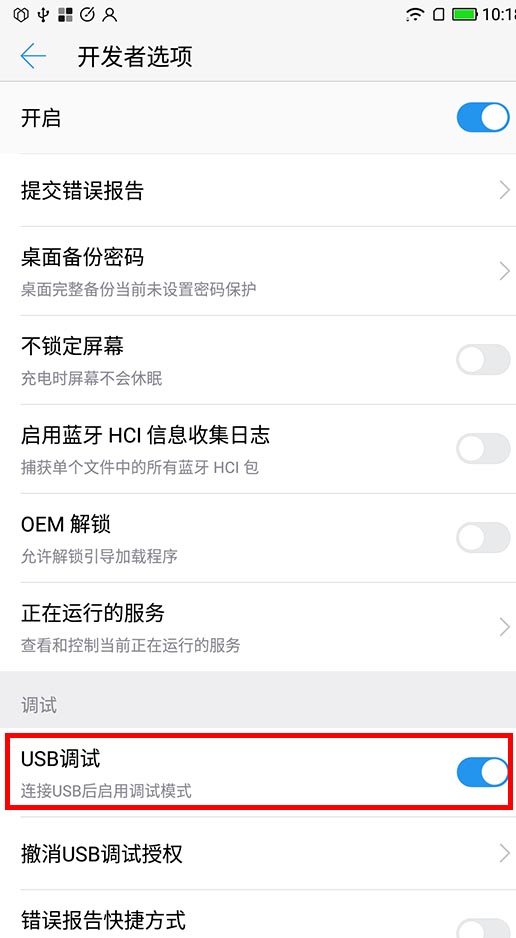 10:18
开发者选项
开启
提交错误报告
桌面备份密码
桌面完整备份当前未设置密码保护
不锁定屏幕
充电时屏幕不会休眠
启用蓝牙 HCI 信息收集日志
捕获单个文件中的所有蓝牙 HCI 包
OEM 解锁
允许解锁引导加载程序
正在运行的服务
查看和控制当前正在运行的服务
调试
USB调试
连接USB后启用调试模式
撤消USB调试授权
错误报告快捷方式